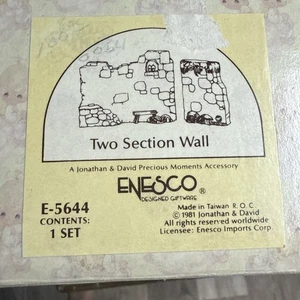 Two Section Wall
A Jonathan & David Precious Moments Accessory
ENESCO®
DESIGNED GIFTWARE
E-5644
CONTENTS:
1 SET
Made in Taiwan R.O.C.
© 1981 Jonathan & David
All rights reserved worldwide
Licensee: Enesco Imports Corp.